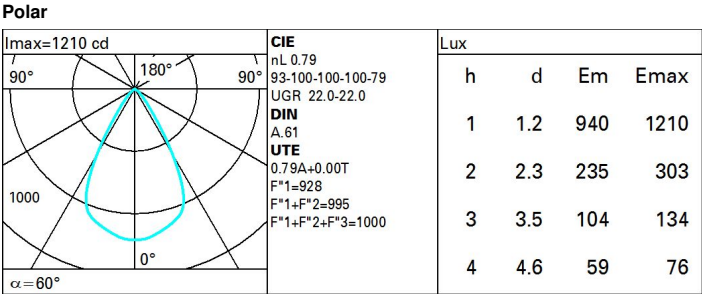 Polar
Imax=1210 cd
90° 180° 90°
1000
0°
α=60°
CIE
nL 0.79
93-100-100-100-79
UGR 22.0-22.0
DIN
A.61
UTE
0.79A+0.00T
F"1=928
F"1+F"2=995
F"1+F"2+F"3=1000
Lux
h d Em Emax
1 1.2 940 1210
2 2.3 235 303
3 3.5 104 134
4 4.6 59 76